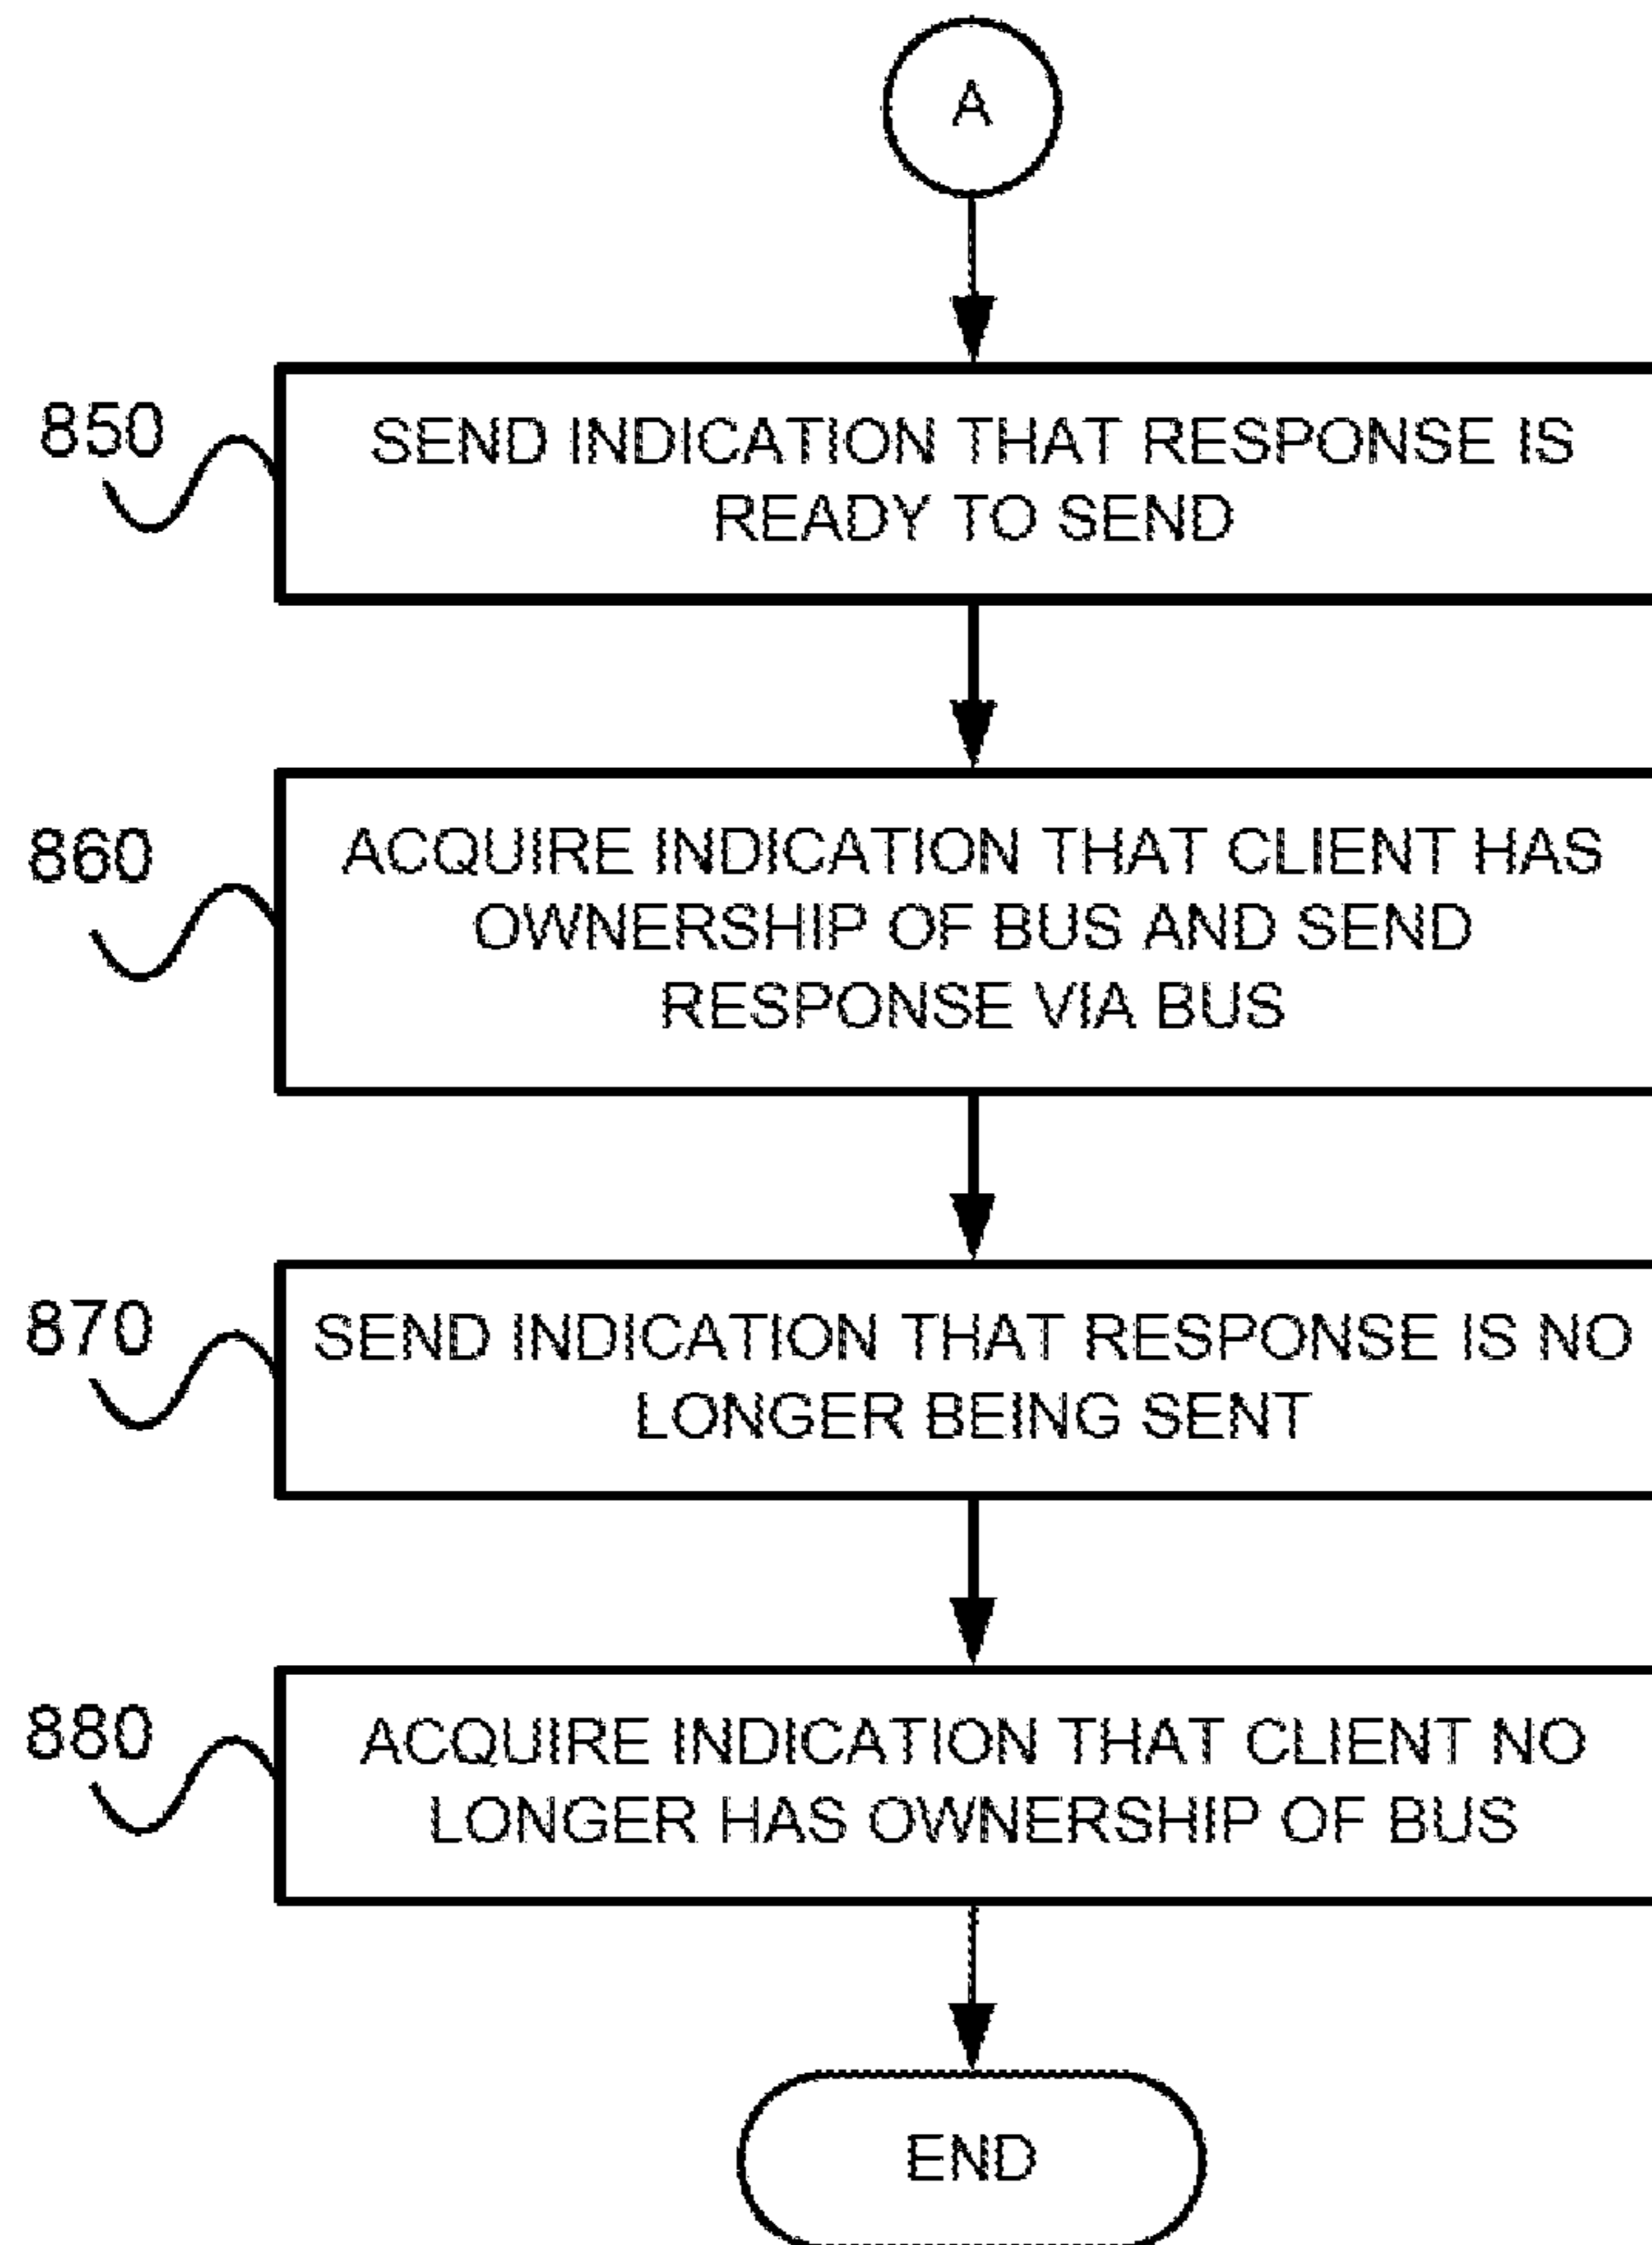 A
850
SEND INDICATION THAT RESPONSE IS
READY TO SEND
860
ACQUIRE INDICATION THAT CLIENT HAS
OWNERSHIP OF BUS AND SEND
RESPONSE VIA BUS
870
SEND INDICATION THAT RESPONSE IS NO
LONGER BEING SENT
880
ACQUIRE INDICATION THAT CLIENT NO
LONGER HAS OWNERSHIP OF BUS
END